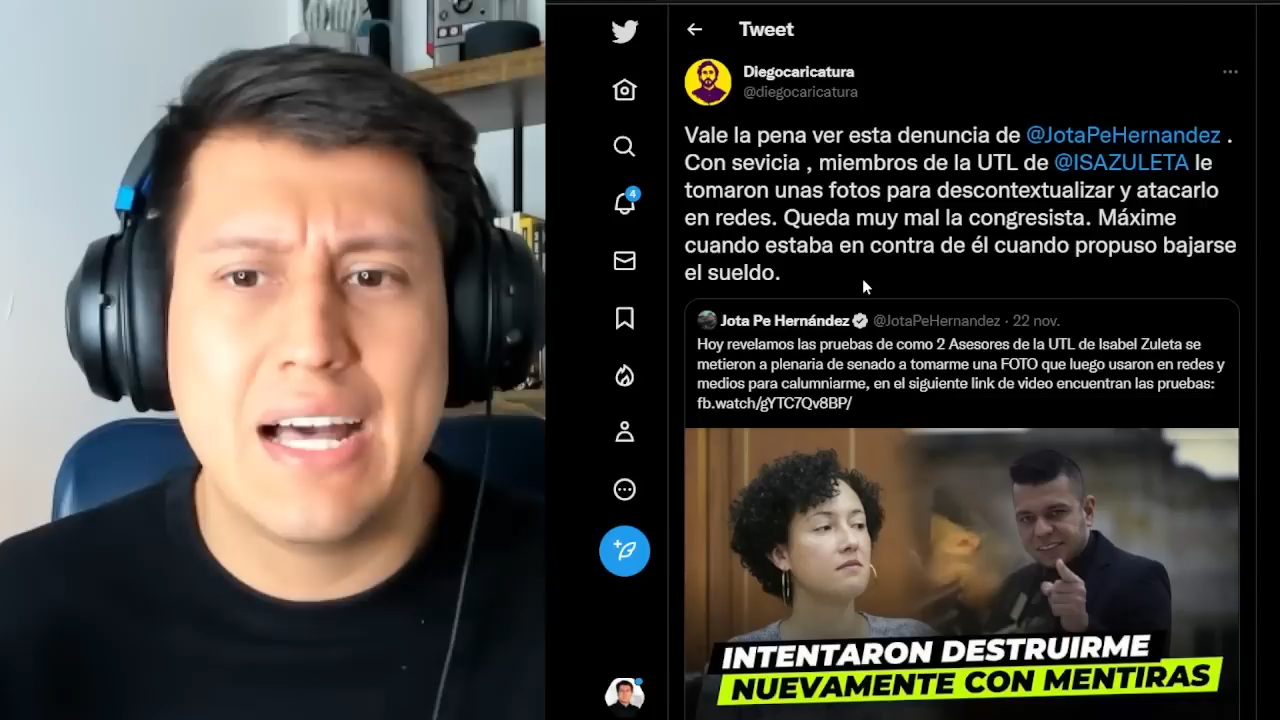 Tweet
Diegocaricatura
@diegocaricatura
Vale la pena ver esta denuncia de @JotaPeHernandez .
Con sevicia , miembros de la UTL de @ISAZULETA le
tomaron unas fotos para descontextualizar y atacarlo
en redes. Queda muy mal la congresista. Máxime
cuando estaba en contra de él cuando propuso bajarse
el sueldo.
4
Jota Pe Hernández @JotaPeHernandez · 22 nov.
Hoy revelamos las pruebas de como 2 Asesores de la UTL de Isabel Zuleta se
metieron a plenaria de senado a tomarme una FOTO que luego usaron en redes y
medios para calumniarme, en el siguiente link de video encuentran las pruebas:
fb.watch/gYTC7Qv8BP/
INTENTARON DESTRUIRME
NUEVAMENTE CON MENTIRAS